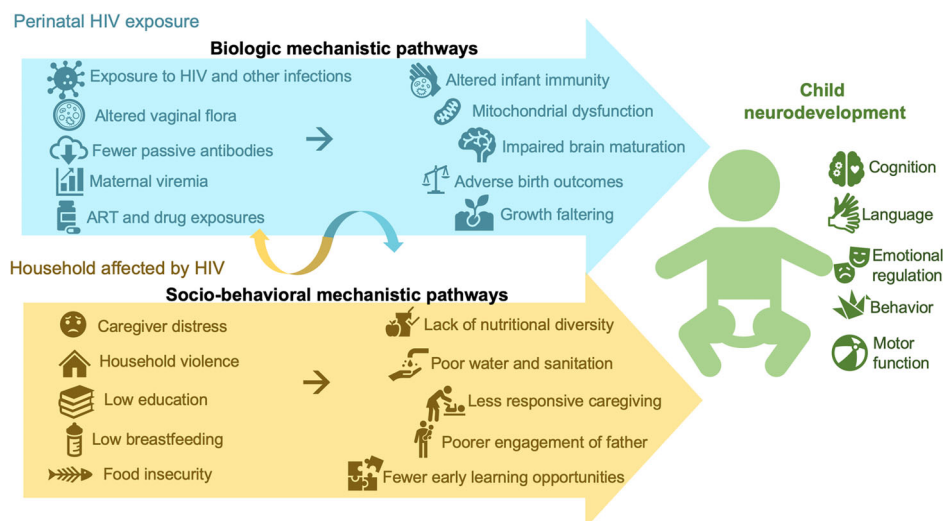 Perinatal HIV exposure
Biologic mechanistic pathways
Exposure to HIV and other infections
Altered vaginal flora
Fewer passive antibodies
Maternal viremia
ART and drug exposures
Altered infant immunity
Mitochondrial dysfunction
Impaired brain maturation
Adverse birth outcomes
Growth faltering
Household affected by HIV
Socio-behavioral mechanistic pathways
Caregiver distress
Household violence
Low education
Low breastfeeding
Food insecurity
Lack of nutritional diversity
Poor water and sanitation
Less responsive caregiving
Poorer engagement of father
Fewer early learning opportunities
Child
neurodevelopment
Cognition
Language
Emotional
regulation
Behavior
Motor
function